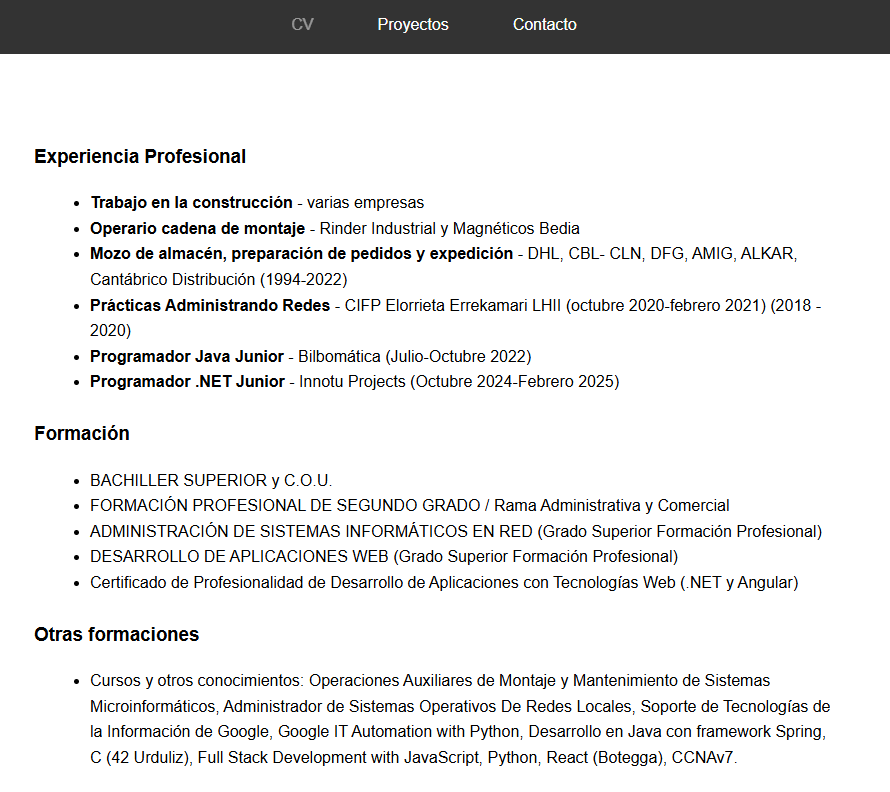 CV Proyectos Contacto
Experiencia Profesional
• Trabajo en la construcción - varias empresas
• Operario cadena de montaje - Rinder Industrial y Magnéticos Bedia
• Mozo de almacén, preparación de pedidos y expedición - DHL, CBL- CLN, DFG, AMIG, ALKAR,
Cantábrico Distribución (1994-2022)
• Prácticas Administrando Redes - CIFP Elorrieta Errekamari LHII (octubre 2020-febrero 2021) (2018 -
2020)
• Programador Java Junior - Bilbomática (Julio-Octubre 2022)
• Programador .NET Junior - Innotu Projects (Octubre 2024-Febrero 2025)
Formación
• BACHILLER SUPERIOR y C.O.U.
• FORMACIÓN PROFESIONAL DE SEGUNDO GRADO / Rama Administrativa y Comercial
• ADMINISTRACIÓN DE SISTEMAS INFORMÁTICOS EN RED (Grado Superior Formación Profesional)
• DESARROLLO DE APLICACIONES WEB (Grado Superior Formación Profesional)
• Certificado de Profesionalidad de Desarrollo de Aplicaciones con Tecnologías Web (.NET y Angular)
Otras formaciones
• Cursos y otros conocimientos: Operaciones Auxiliares de Montaje y Mantenimiento de Sistemas
Microinformáticos, Administrador de Sistemas Operativos De Redes Locales, Soporte de Tecnologías de
la Información de Google, Google IT Automation with Python, Desarrollo en Java con framework Spring,
C (42 Urduliz), Full Stack Development with JavaScript, Python, React (Botegga), CCNAv7.